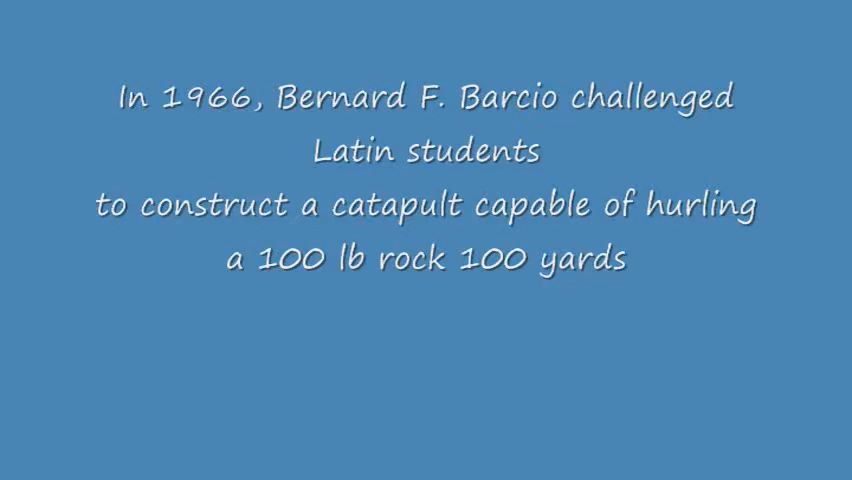 In 1966, Bernard F. Barcio challenged
Latin students
to construct a catapult capable of hurling
a 100 lb rock 100 yards